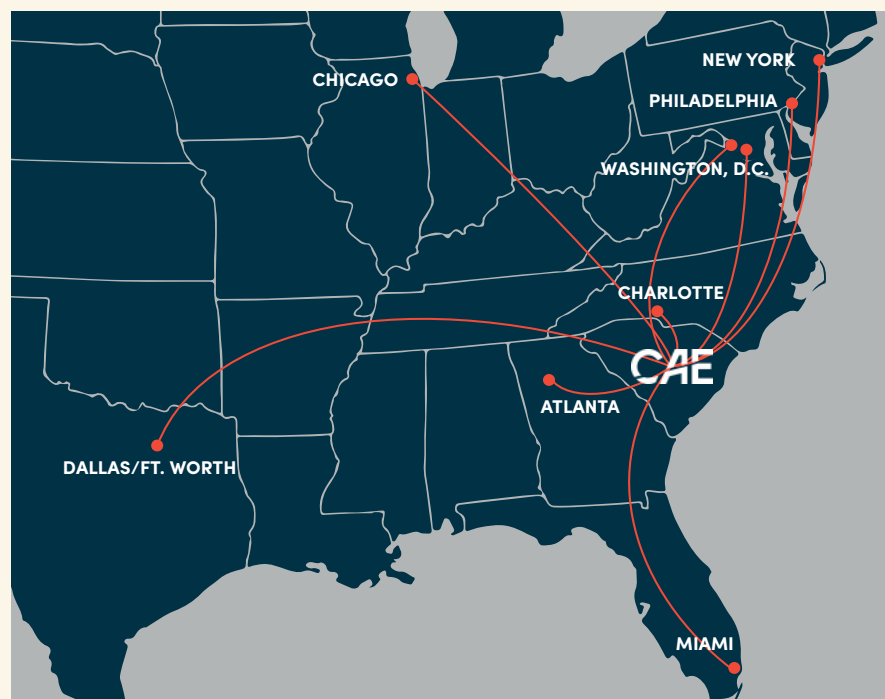 NEW YORK
CHICAGO
PHILADELPHIA
WASHINGTON, D.C.
CHARLOTTE
CAE
ATLANTA
DALLAS/FT. WORTH
MIAMI